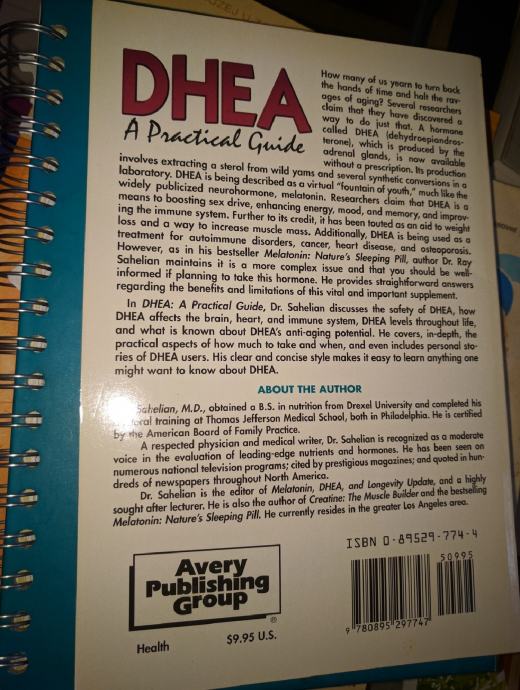 DHEA
A Practical Guide
How many of us yearn to turn back
the hands of time and halt the rav-
ages of aging? Several researchers
claim that they have discovered a
way to do just that. A hormone
called DHEA (dehydroepiandros-
terone), which is produced by the
adrenal glands, is now available
without a prescription. Its production
involves extracting a sterol from wild yams and several synthetic conversions in a
laboratory. DHEA is being described as a virtual "fountain of youth," much like the
widely publicized neurohormone, melatonin. Researchers claim that DHEA is a
means to boosting sex drive, enhancing energy, mood, and memory, and improv-
ing the immune system. Further to its credit, it has been touted as an aid to weight
loss and a way to increase muscle mass. Additionally, DHEA is being used as a
treatment for autoimmune disorders, cancer, heart disease, and osteoporosis.
However, as in his bestseller Melatonin: Nature's Sleeping Pill, author Dr. Ray
Sahelian maintains it is a more complex issue and that you should be well-
informed if planning to take this hormone. He provides straightforward answers
regarding the benefits and limitations of this vital and important supplement.
In DHEA: A Practical Guide, Dr. Sahelian discusses the safety of DHEA, how
DHEA affects the brain, heart, and immune system, DHEA levels throughout life,
and what is known about DHEA's anti-aging potential. He covers, in-depth, the
practical aspects of how much to take and when, and even includes personal sto-
ries of DHEA users. His clear and concise style makes it easy to learn anything one
might want to know about DHEA.
ABOUT THE AUTHOR
Sahelian, M.D., obtained a B.S. in nutrition from Drexel University and completed his
training at Thomas Jefferson Medical School, both in Philadelphia. He is certified
by the American Board of Family Practice.
A respected physician and medical writer, Dr. Sahelian is recognized as a moderate
voice in the evaluation of leading-edge nutrients and hormones. He has been seen on
numerous national television programs; cited by prestigious magazines; and quoted in hun-
dreds of newspapers throughout North America.
Dr. Sahelian is the editor of Melatonin, DHEA, and Longevity Update, and a highly
sought after lecturer. He is also the author of Creatine: The Muscle Builder and the bestselling
Melatonin: Nature's Sleeping Pill. He currently resides in the greater Los Angeles area.
Avery
Publishing
Group
®
Health
$9.95 U.S.
ISBN 0-89529-774-4
50995
9 780895 297747